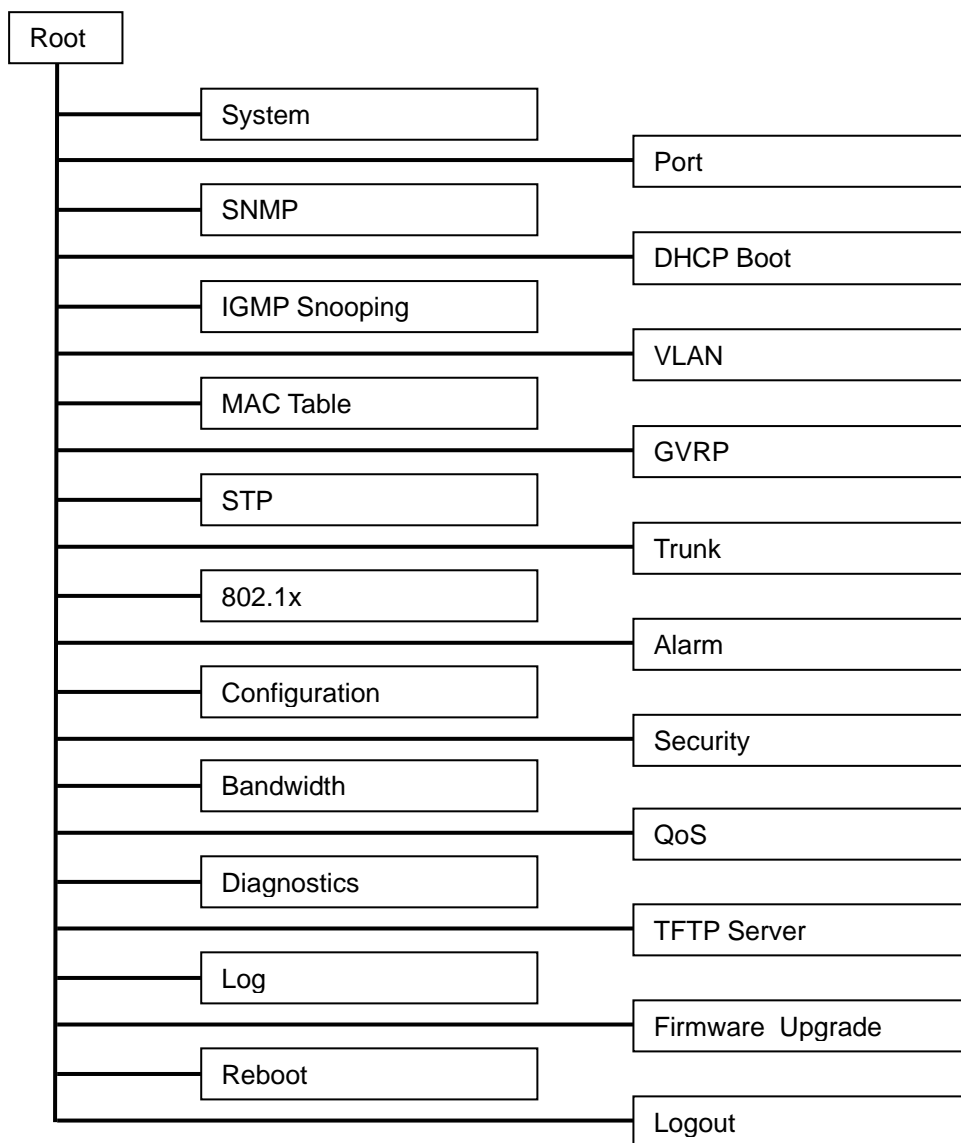 Root
System
Port
SNMP
DHCP Boot
IGMP Snooping
VLAN
MAC Table
GVRP
STP
Trunk
802.1x
Alarm
Configuration
Security
Bandwidth
QoS
Diagnostics
TFTP Server
Log
Firmware Upgrade
Reboot
Logout